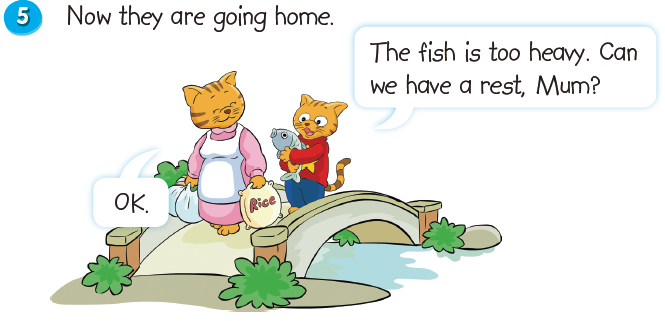 5 Now they are going home.
The fish is too heavy. Can
we have a rest, Mum?
OK.
Rice